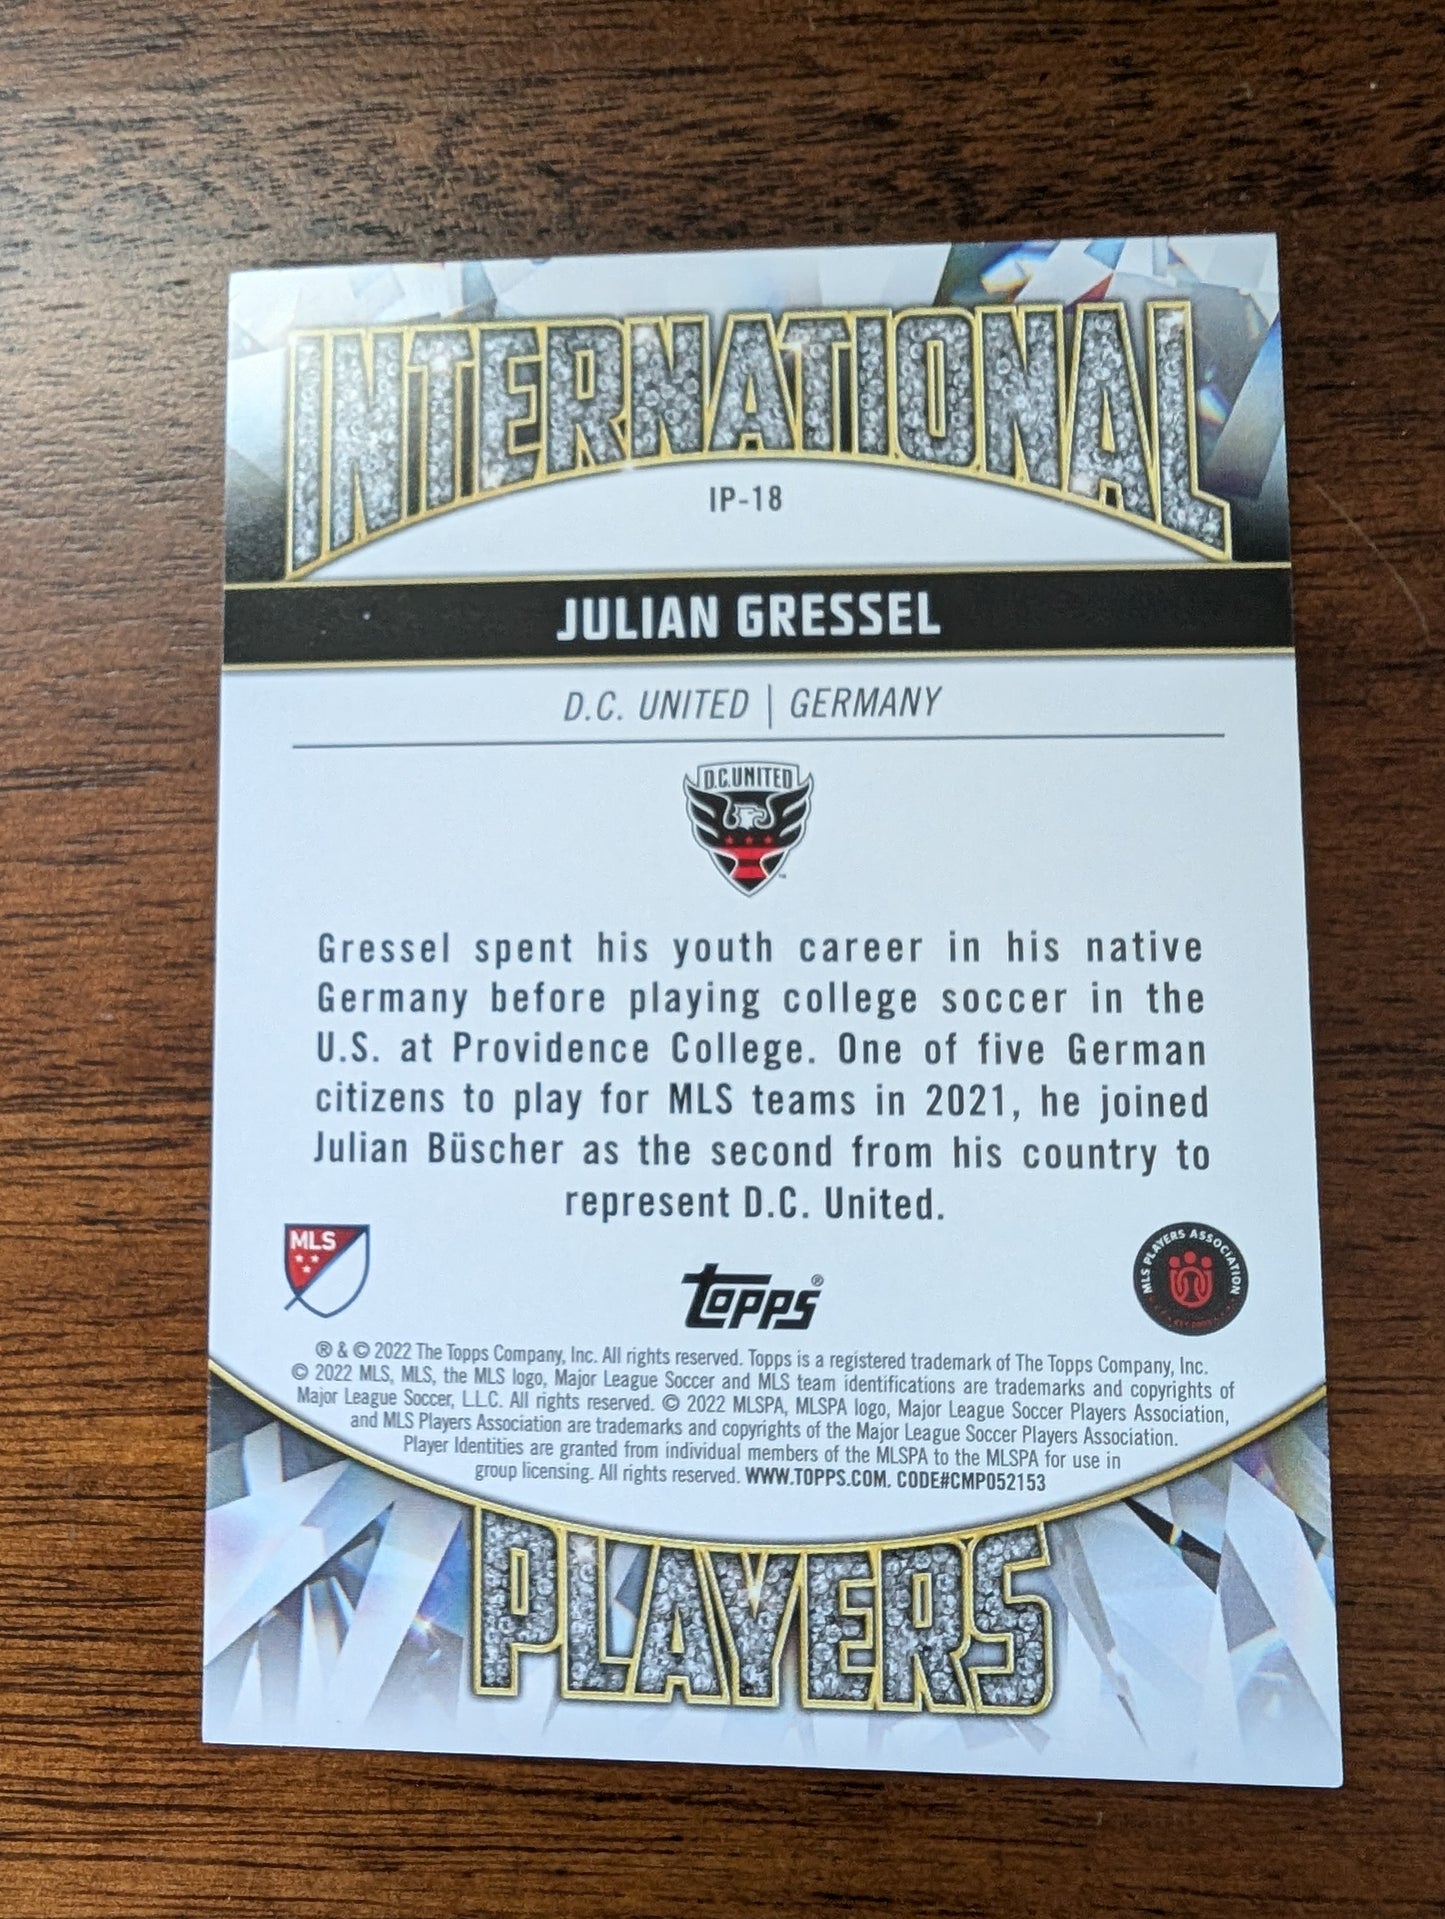 INTERNATIONAL
IP-18
JULIAN GRESSEL
D.C. UNITED | GERMANY
D.C.UNITED
Gressel spent his youth career in his native
Germany before playing college soccer in the
U.S. at Providence College. One of five German
citizens to play for MLS teams in 2021, he joined
Julian Büscher as the second from his country to
represent D.C. United.
MLS
topps®
MLS PLAYERS ASSOCIATION
® & © 2022 The Topps Company, Inc. All rights reserved. Topps is a registered trademark of The Topps Company, Inc.
© 2022 MLS, MLS, the MLS logo, Major League Soccer and MLS team identifications are trademarks and copyrights of
Major League Soccer, L.L.C. All rights reserved. © 2022 MLSPA, MLSPA logo, Major League Soccer Players Association,
and MLS Players Association are trademarks and copyrights of the Major League Soccer Players Association.
Player Identities are granted from individual members of the MLSPA to the MLSPA for use in
group licensing. All rights reserved. WWW.TOPPS.COM. CODE#CMP052153
PLAYERS